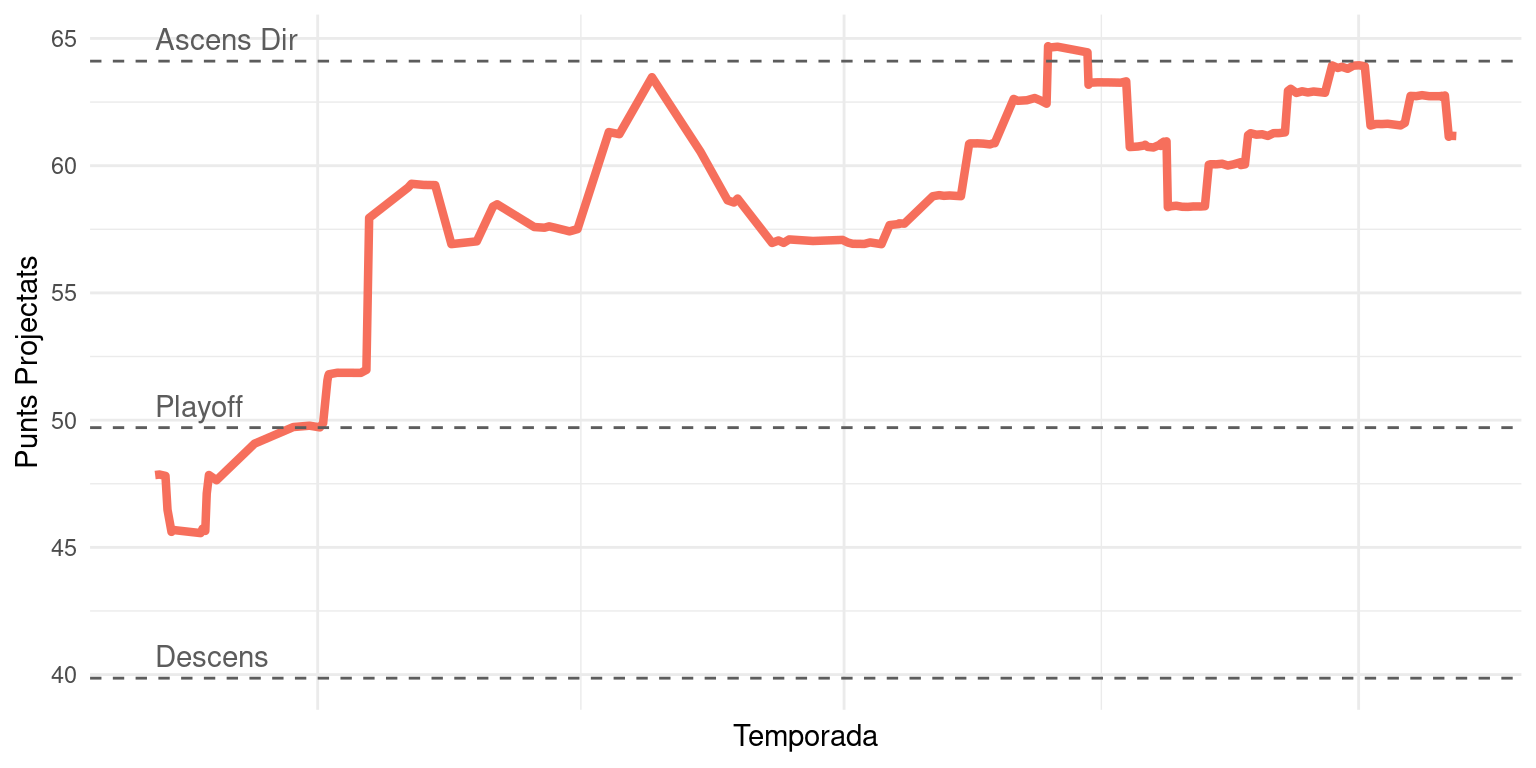 65
Ascens Dir
60
55
Punts Projectats
Playoff
50
45
Descens
40
Temporada